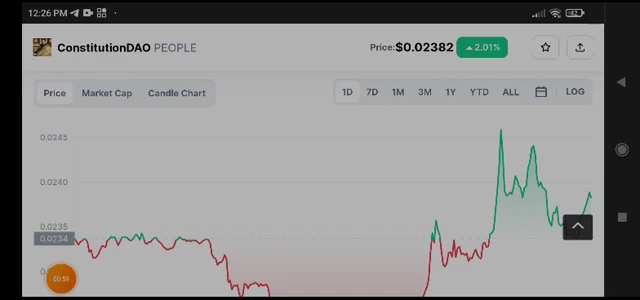 12:26 PM
ConstitutionDAO PEOPLE
Price:$0.02382 2.01%
Price Market Cap Candle Chart
1D 7D 1M 3M 1Y YTD ALL LOG
0.0245
0.0240
0.0235
0.0234
00:59